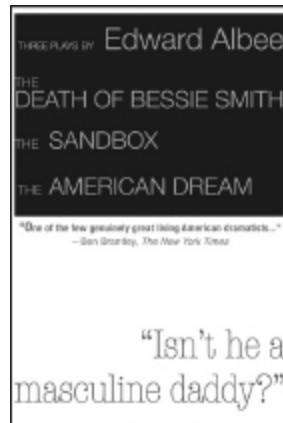 THREE PLAYS BY Edward Albee
THE
DEATH OF BESSIE SMITH
THE SANDBOX
THE AMERICAN DREAM
"One of the few genuinely great living American dramatists..."
—Ben Brantley, The New York Times
"Isn't he a
masculine daddy?"